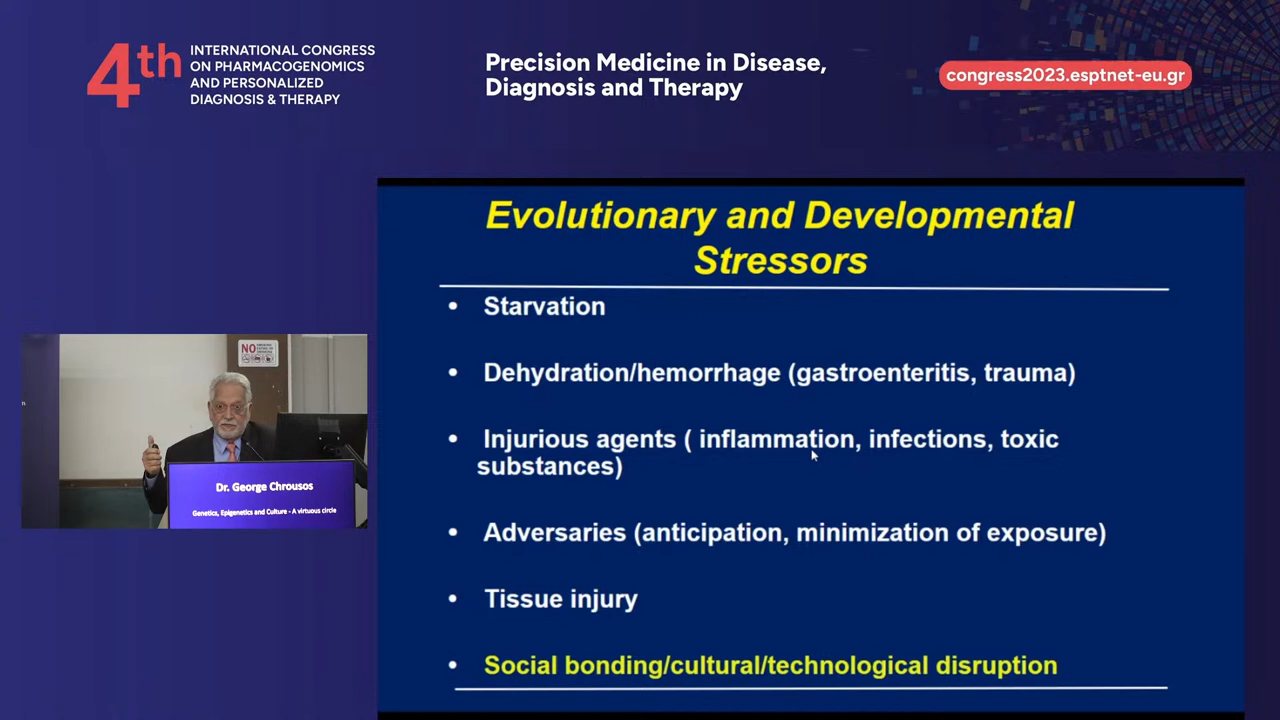 4th
INTERNATIONAL CONGRESS
ON PHARMACOGENOMICS
AND PERSONALIZED
DIAGNOSIS & THERAPY
Precision Medicine in Disease,
Diagnosis and Therapy
congress2023.esptnet-eu.gr
Evolutionary and Developmental
Stressors
• Starvation
• Dehydration/hemorrhage (gastroenteritis, trauma)
• Injurious agents ( inflammation, infections, toxic
substances)
• Adversaries (anticipation, minimization of exposure)
• Tissue injury
• Social bonding/cultural/technological disruption
NO
Dr. George Chrousos
Genetics, Epigenetics and Culture - A virtuous circle